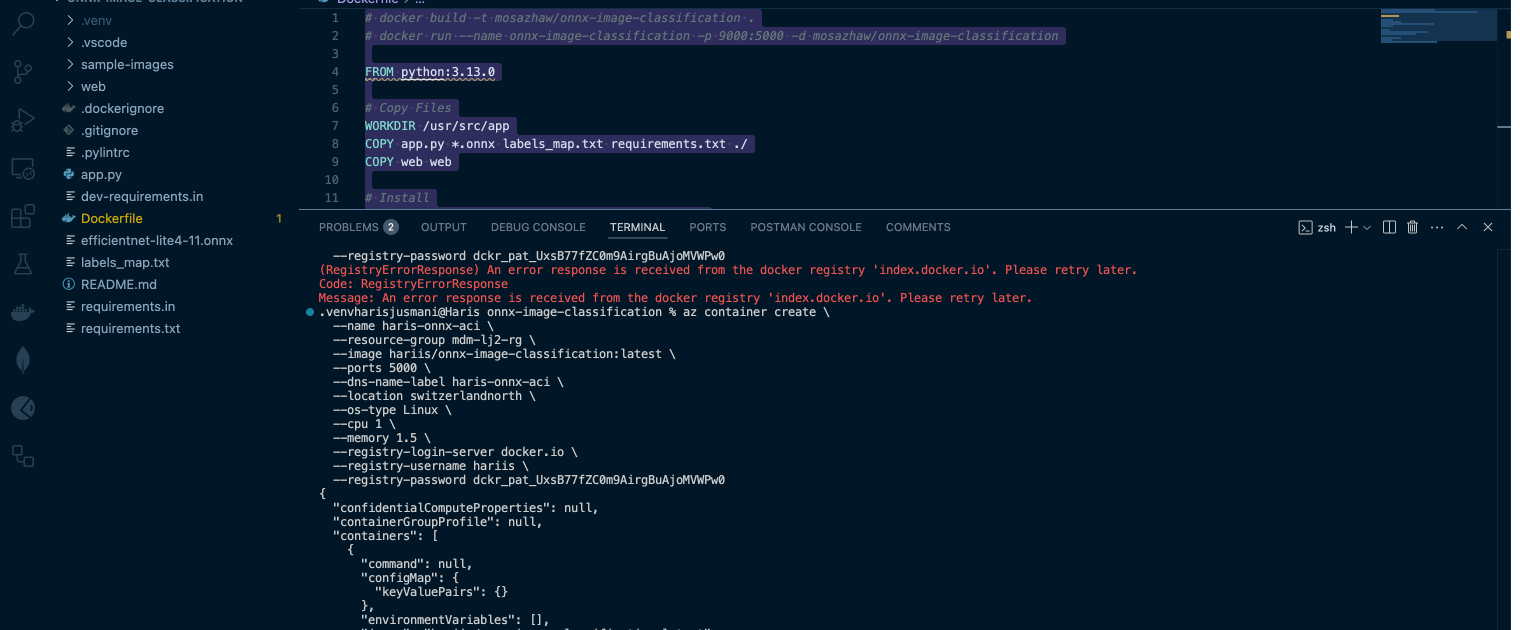 .venv
.vscode
sample-images
web
.dockerignore
.gitignore
.pylintrc
app.py
dev-requirements.in
Dockerfile 1
efficientnet-lite4-11.onnx
labels_map.txt
README.md
requirements.in
requirements.txt
1 # docker build -t mosazhaw/onnx-image-classification .
2 # docker run --name onnx-image-classification -p 9000:5000 -d mosazhaw/onnx-image-classification
3
4 FROM python:3.13.0
5
6 # Copy Files
7 WORKDIR /usr/src/app
8 COPY app.py *.onnx labels_map.txt requirements.txt ./
9 COPY web web
10
11 # Install
PROBLEMS 2 OUTPUT DEBUG CONSOLE TERMINAL PORTS POSTMAN CONSOLE COMMENTS zsh
--registry-password dckr_pat_UxsB77fZC0m9AirgBuAjoMVWPw0
(RegistryErrorResponse) An error response is received from the docker registry 'index.docker.io'. Please retry later.
Code: RegistryErrorResponse
Message: An error response is received from the docker registry 'index.docker.io'. Please retry later.
.venvharisjusmani@Haris onnx-image-classification % az container create \
--name haris-onnx-aci \
--resource-group mdm-lj2-rg \
--image hariis/onnx-image-classification:latest \
--ports 5000 \
--dns-name-label haris-onnx-aci \
--location switzerlandnorth \
--os-type Linux \
--cpu 1 \
--memory 1.5 \
--registry-login-server docker.io \
--registry-username hariis \
--registry-password dckr_pat_UxsB77fZC0m9AirgBuAjoMVWPw0
{
"confidentialComputeProperties": null,
"containerGroupProfile": null,
"containers": [
{
"command": null,
"configMap": {
"keyValuePairs": {}
},
"environmentVariables": [],